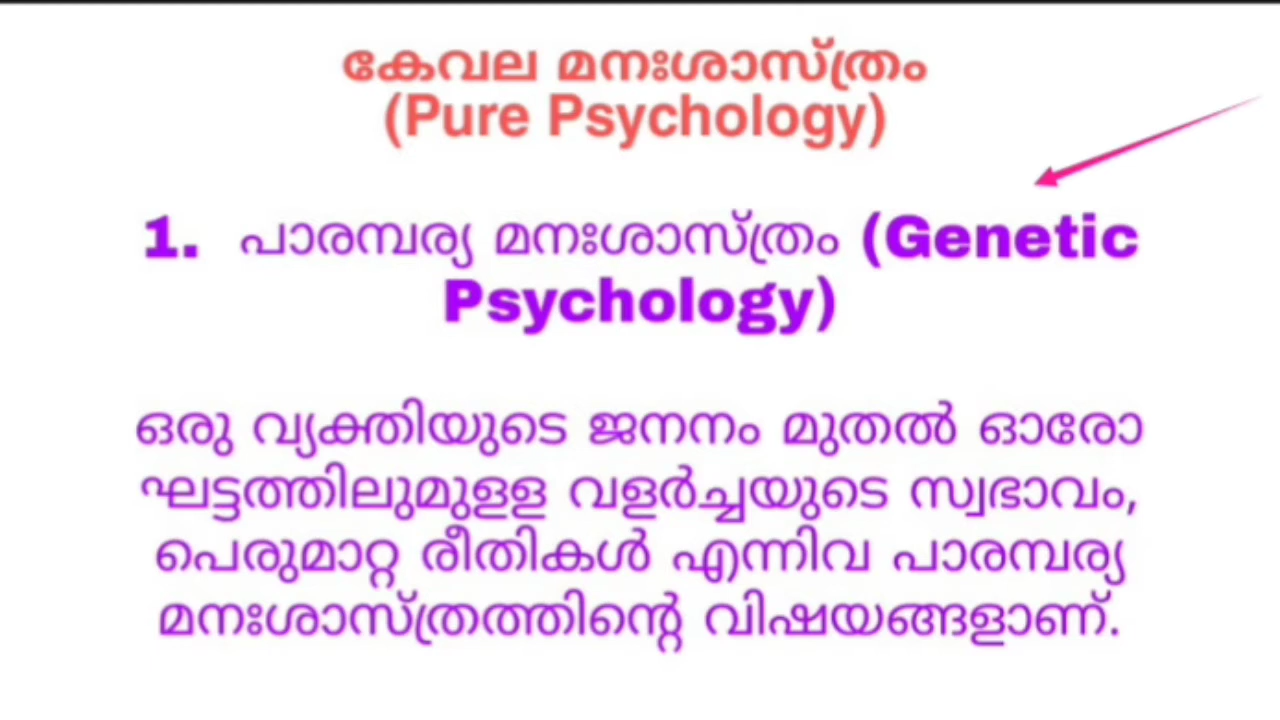 കേവല മനഃശാസ്ത്രം
(Pure Psychology)
1. പാരമ്പര്യ മനഃശാസ്ത്രം (Genetic
Psychology)
ഒരു വ്യക്തിയുടെ ജനനം മുതൽ ഓരോ
ഘട്ടത്തിലുമുളള വളർച്ചയുടെ സ്വഭാവം,
പെരുമാറ്റ രീതികൾ എന്നിവ പാരമ്പര്യ
മനഃശാസ്ത്രത്തിന്റെ വിഷയങ്ങളാണ്.